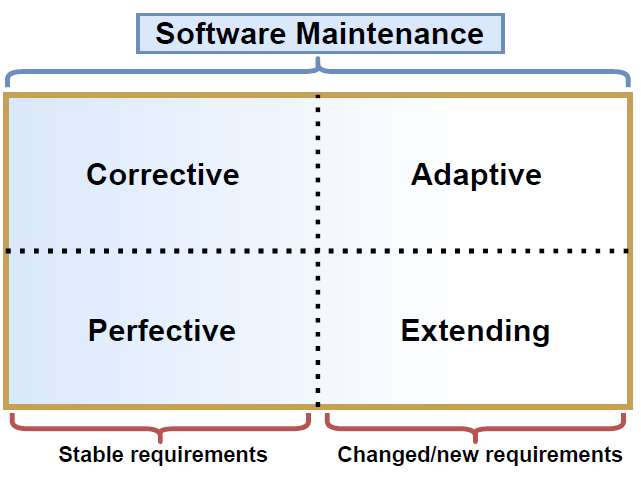 Software Maintenance
Corrective
Adaptive
Perfective
Extending
Stable requirements
Changed/new requirements